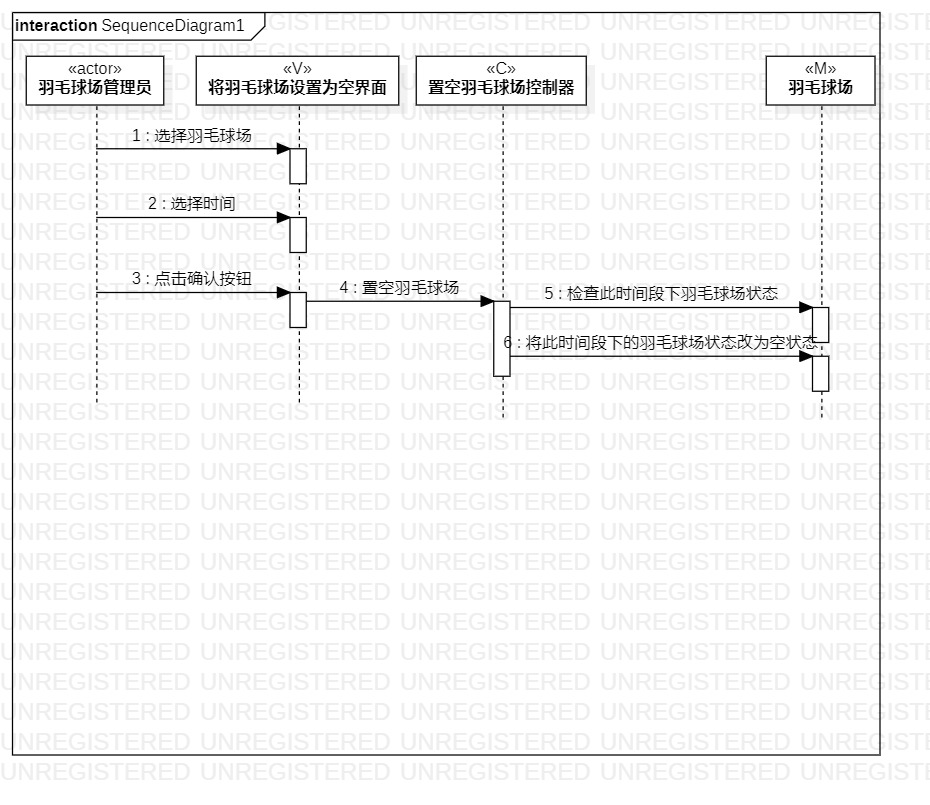 interaction SequenceDiagram1
«actor»
羽毛球场管理员
«V»
将羽毛球场设置为空界面
«C»
置空羽毛球场控制器
«M»
羽毛球场
1 : 选择羽毛球场
2 : 选择时间
3 : 点击确认按钮
4 : 置空羽毛球场
5 : 检查此时间段下羽毛球场状态
6 : 将此时间段下的羽毛球场状态改为空状态
UNREGISTERED